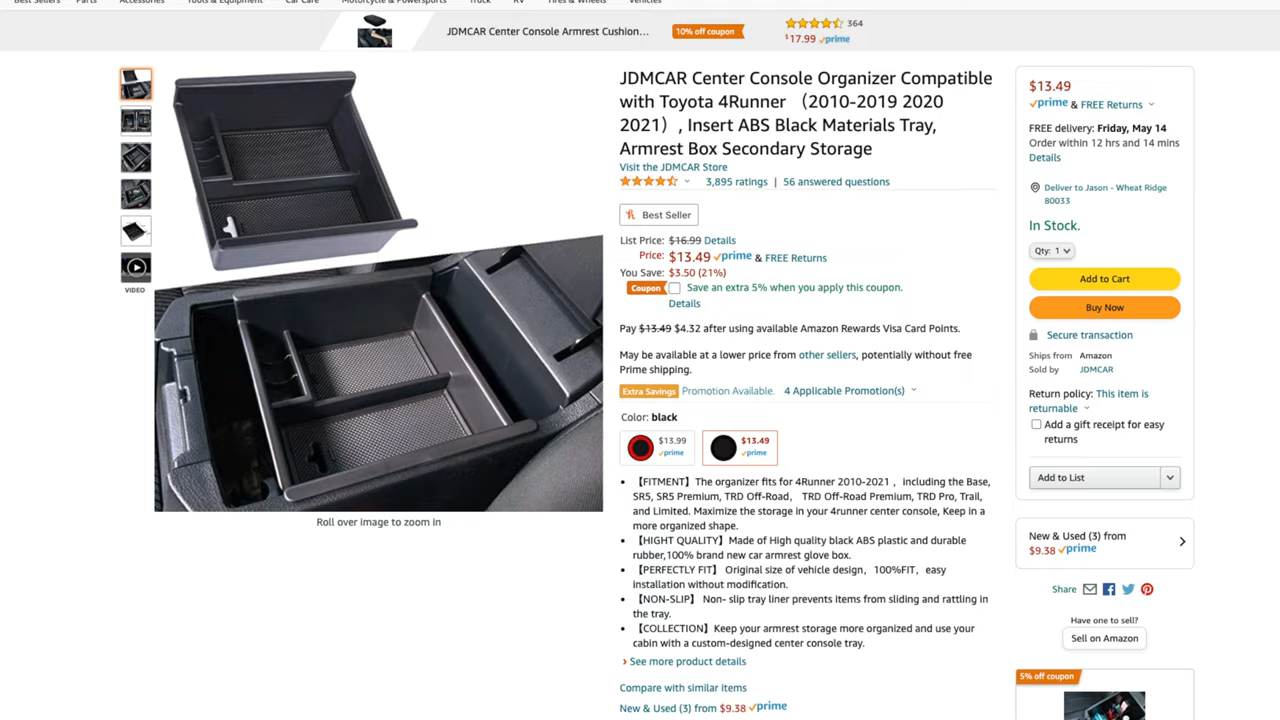 Best Sellers Parts Accessories Tools & Equipment Car Care Motorcycle & Powersports Truck RV Tires & Wheels Vehicles
JDMCAR Center Console Armrest Cushion...
10% off coupon
364
$17.99 prime
VIDEO
Roll over image to zoom in
JDMCAR Center Console Organizer Compatible
with Toyota 4Runner （2010-2019 2020
2021）, Insert ABS Black Materials Tray,
Armrest Box Secondary Storage
Visit the JDMCAR Store
3,895 ratings | 56 answered questions
Best Seller
List Price: $16.99 Details
Price: $13.49 prime & FREE Returns
You Save: $3.50 (21%)
Coupon Save an extra 5% when you apply this coupon.
Details
Pay $13.49 $4.32 after using available Amazon Rewards Visa Card Points.
May be available at a lower price from other sellers, potentially without free
Prime shipping.
Extra Savings Promotion Available. 4 Applicable Promotion(s)
Color: black
$13.99
prime
$13.49
prime
• 【FITMENT】The organizer fits for 4Runner 2010-2021 , including the Base,
SR5, SR5 Premium, TRD Off-Road， TRD Off-Road Premium, TRD Pro, Trail,
and Limited. Maximize the storage in your 4runner center console, Keep in a
more organized shape.
• 【HIGHT QUALITY】Made of High quality black ABS plastic and durable
rubber,100% brand new car armrest glove box.
• 【PERFECTLY FIT】 Original size of vehicle design，100%FIT，easy
installation without modification.
• 【NON-SLIP】 Non- slip tray liner prevents items from sliding and rattling in
the tray.
• 【COLLECTION】Keep your armrest storage more organized and use your
cabin with a custom-designed center console tray.
› See more product details
Compare with similar items
New & Used (3) from $9.38 prime
$13.49
prime & FREE Returns
FREE delivery: Friday, May 14
Order within 12 hrs and 14 mins
Details
Deliver to Jason - Wheat Ridge
80033
In Stock.
Qty: 1
Add to Cart
Buy Now
Secure transaction
Ships from Amazon
Sold by JDMCAR
Return policy: This item is
returnable
Add a gift receipt for easy
returns
Add to List
New & Used (3) from
$9.38 prime
Share
Have one to sell?
Sell on Amazon
5% off coupon